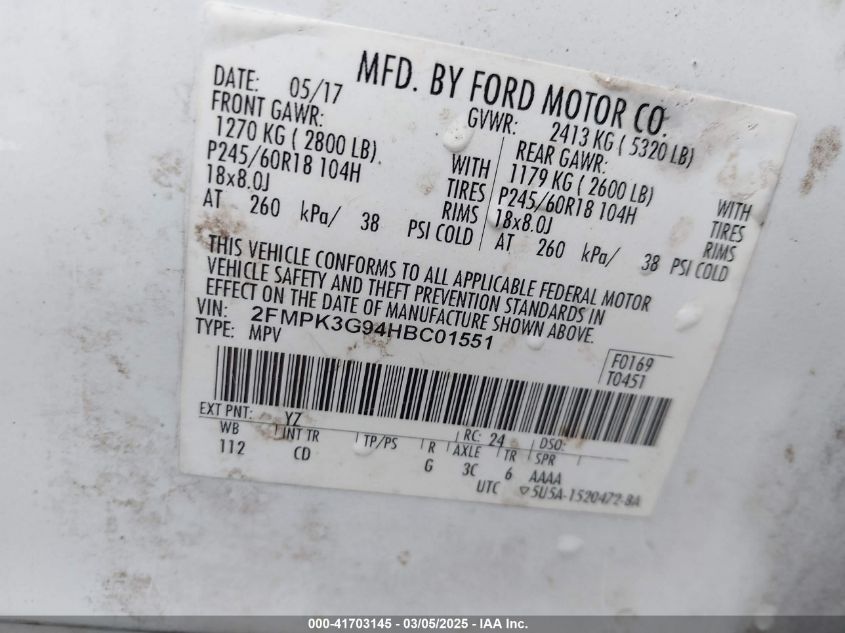 MFD. BY FORD MOTOR CO.
DATE: 05/17
GVWR: 2413 KG ( 5320 LB)
FRONT GAWR:
1270 KG ( 2800 LB)
P245/60R18 104H
18x8.0J
WITH
TIRES
RIMS
AT 260 kPa/ 38 PSI COLD
REAR GAWR:
1179 KG ( 2600 LB)
P245/60R18 104H
18x8.0J
WITH
TIRES
RIMS
AT 260 kPa/ 38 PSI COLD
THIS VEHICLE CONFORMS TO ALL APPLICABLE FEDERAL MOTOR
VEHICLE SAFETY AND THEFT PREVENTION STANDARDS IN
EFFECT ON THE DATE OF MANUFACTURE SHOWN ABOVE.
VIN: 2FMPK3G94HBC01551
TYPE: MPV
F0169
T0451
EXT PNT: YZ RC: 24 DSO:
WB INT TR TP/PS R AXLE TR SPR
112 CD G 3C 6 AAAA
UTC ▽5U5A-1520472-BA
000-41703145 - 03/05/2025 - IAA Inc.